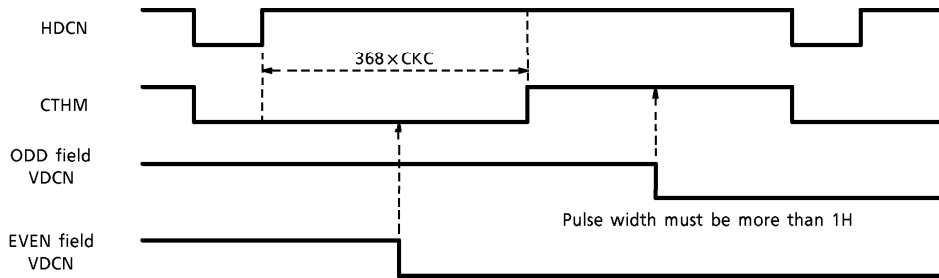 HDCN
368×CKC
CTHM
ODD field
VDCN
Pulse width must be more than 1H
EVEN field
VDCN